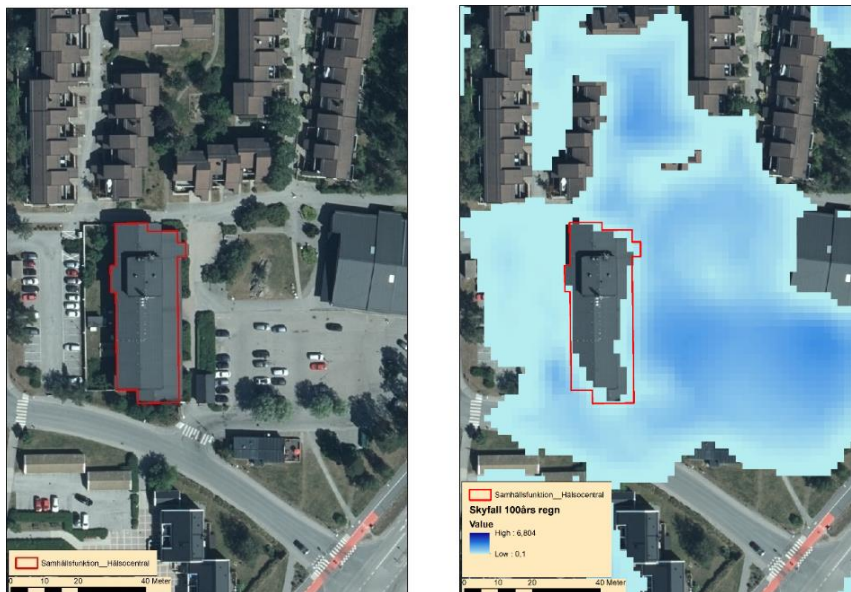 Samhällsfunktion__Hälsocentral
0 10 20 40 Meter
Samhällsfunktion__Hälsocentral
Skyfall 100års regn
Value
High : 6,804
Low : 0,1
0 10 20 40 Meter